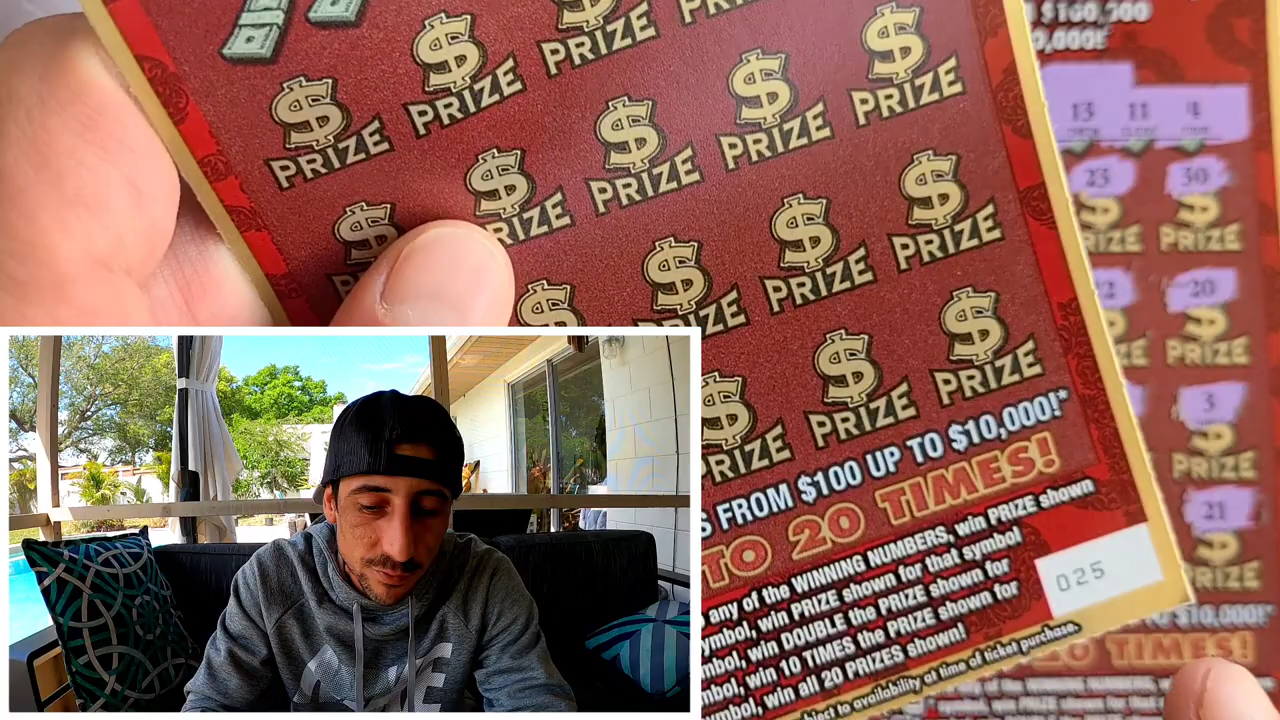 $ $ $ $
PRIZE PRIZE PRIZE PRIZE PRIZE
$ $ $ $
PRIZE PRIZE PRIZE PRIZE
$ $ $ $
PRIZE PRIZE PRIZE
$ $ $
PRIZE PRIZE PRIZE
FROM $100 UP TO $10,000!*
TO 20 TIMES!
any of the WINNING NUMBERS, win PRIZE shown
win PRIZE shown for that symbol
win DOUBLE the PRIZE shown for
win 10 TIMES the PRIZE shown for
win all 20 PRIZES shown!
to availability at time of ticket purchase.
025
$100,000
13 11 4
23 30
$ $
PRIZE PRIZE
20
$
PRIZE
3
$
PRIZE
21
$
PRIZE
$10,000!*
20 TIMES!